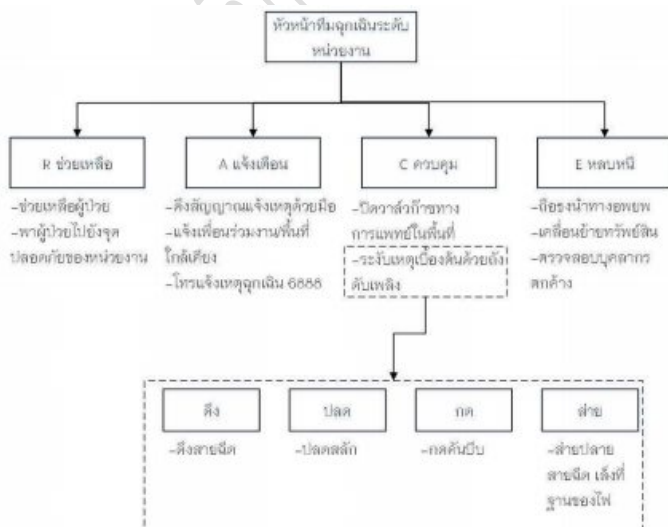 หัวหน้าทีมฉุกเฉินระดับ
หน่วยงาน
R ช่วยเหลือ
-ช่วยเหลือผู้ป่วย
-พาผู้ป่วยไปยังจุด
ปลอดภัยของหน่วยงาน
A แจ้งเตือน
-ดึงสัญญาณแจ้งเหตุด้วยมือ
-แจ้งเพื่อนร่วมงาน/พื้นที่
ใกล้เคียง
-โทรแจ้งเหตุฉุกเฉิน 6888
C ควบคุม
-ปิดวาล์วก๊าซทาง
การแพทย์ในพื้นที่
-ระงับเหตุเบื้องต้นด้วยถัง
ดับเพลิง
E หลบหนี
-ถือธงนำทางอพยพ
-เคลื่อนย้ายทรัพย์สิน
-ตรวจสอบบุคลากร
ตกค้าง
ดึง
-ดึงสายฉีด
ปลด
-ปลดสลัก
กด
-กดคันบีบ
ส่าย
-ส่ายปลาย
สายฉีด เล็งที่
ฐานของไฟ